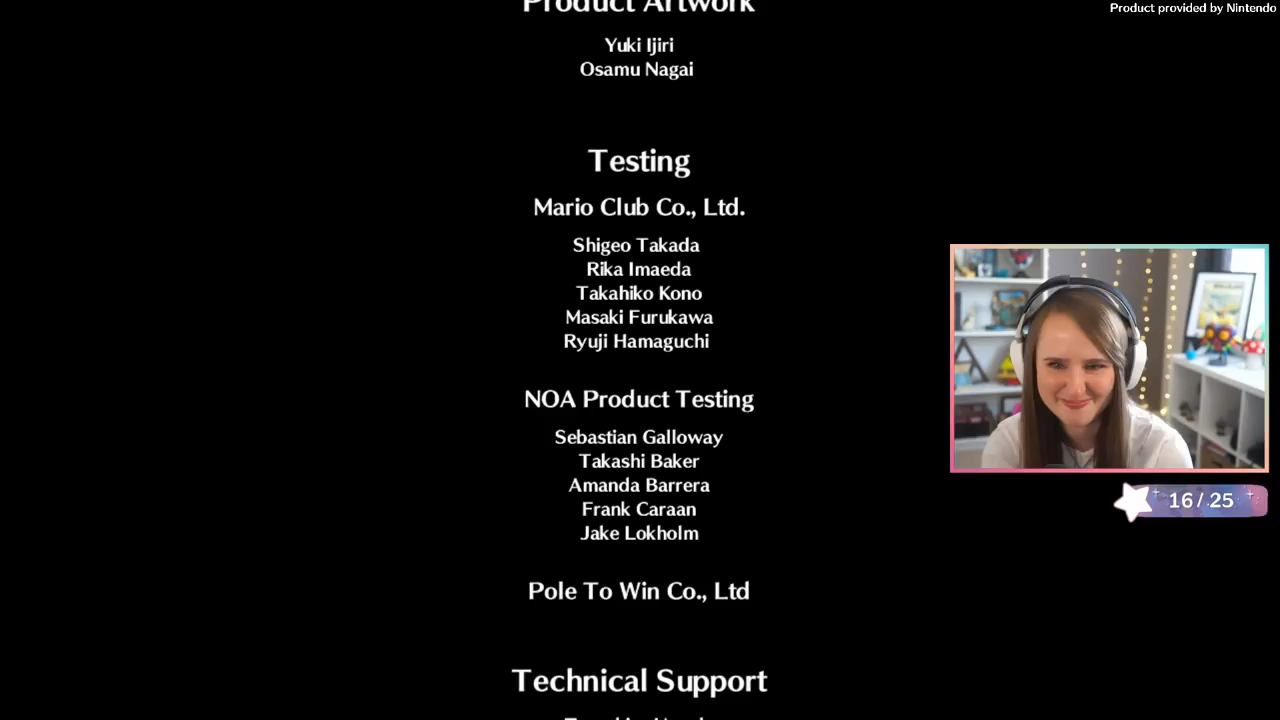 Product Artwork
Product provided by Nintendo
Yuki Ijiri
Osamu Nagai
Testing
Mario Club Co., Ltd.
Shigeo Takada
Rika Imaeda
Takahiko Kono
Masaki Furukawa
Ryuji Hamaguchi
NOA Product Testing
Sebastian Galloway
Takashi Baker
Amanda Barrera
Frank Caraan
Jake Lokholm
16/25
Pole To Win Co., Ltd
Technical Support